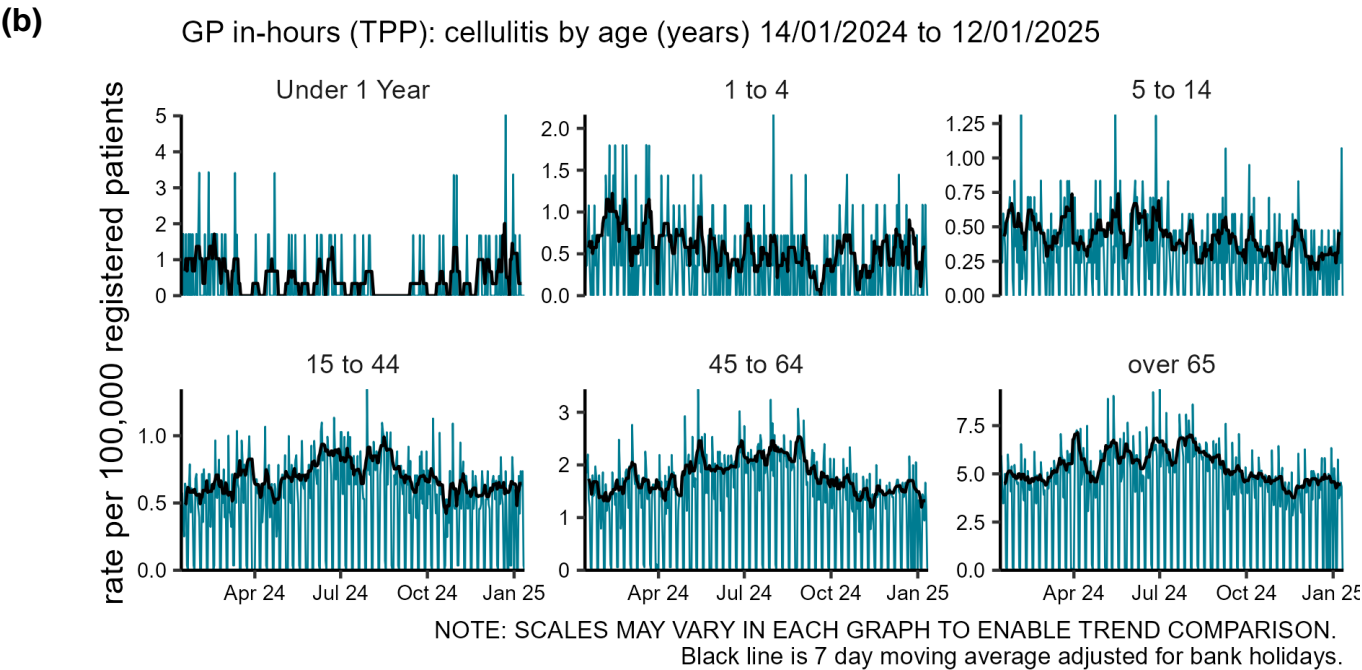 (b)
GP in-hours (TPP): cellulitis by age (years) 14/01/2024 to 12/01/2025
rate per 100,000 registered patients
Under 1 Year
5
4
3
2
1
0
1 to 4
2.0
1.5
1.0
0.5
0.0
5 to 14
1.25
1.00
0.75
0.50
0.25
0.00
15 to 44
1.0
0.5
0.0
Apr 24 Jul 24 Oct 24 Jan 25
45 to 64
3
2
1
0
Apr 24 Jul 24 Oct 24 Jan 25
over 65
7.5
5.0
2.5
0.0
Apr 24 Jul 24 Oct 24 Jan 25
NOTE: SCALES MAY VARY IN EACH GRAPH TO ENABLE TREND COMPARISON.
Black line is 7 day moving average adjusted for bank holidays.